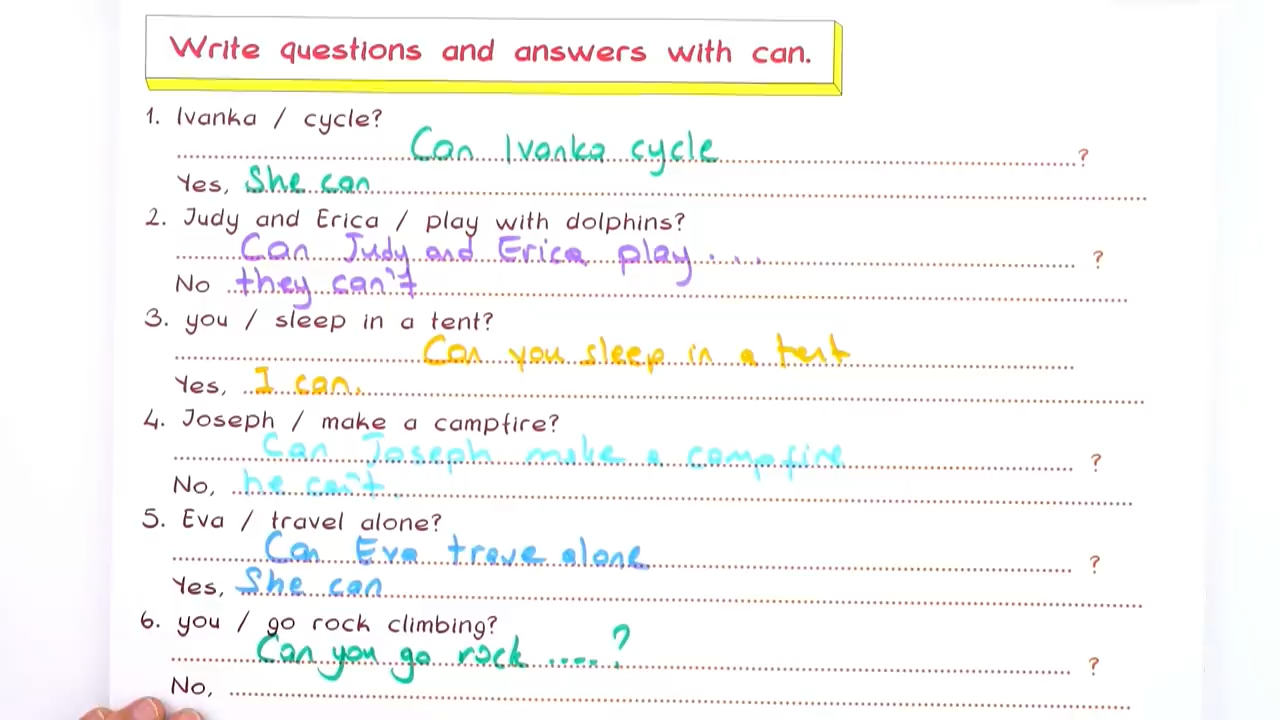 Write questions and answers with can.
1. Ivanka / cycle?
Can Ivanka cycle ?
Yes, She can
2. Judy and Erica / play with dolphins?
Can Judy and Erica play .... ?
No they can't
3. you / sleep in a tent?
Can you sleep in a tent
Yes, I can.
4. Joseph / make a campfire?
Can Joseph make a campfire ?
No, he can't.
5. Eva / travel alone?
Can Eva trave alone ?
Yes, She can
6. you / go rock climbing?
Can you go rock ....? ?
No,